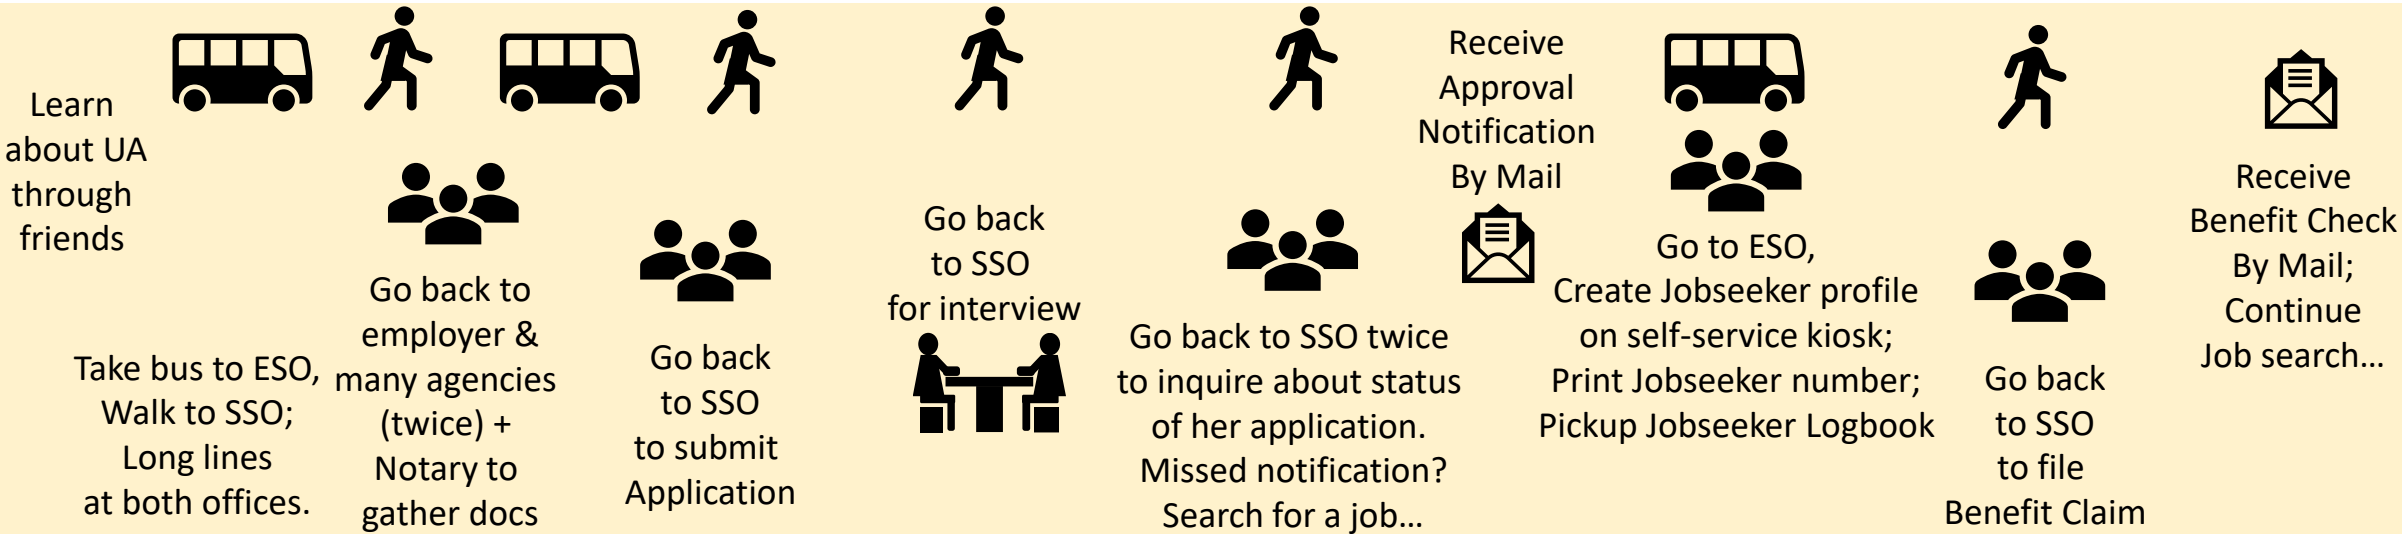 Learn
about UA
through
friends
Take bus to ESO,
Walk to SSO;
Long lines
at both offices.
Go back to
employer &
many agencies
(twice) +
Notary to
gather docs
Go back
to SSO
to submit
Application
Go back
to SSO
for interview
Go back to SSO twice
to inquire about status
of her application.
Missed notification?
Search for a job...
Receive
Approval
Notification
By Mail
Go to ESO,
Create Jobseeker profile
on self-service kiosk;
Print Jobseeker number;
Pickup Jobseeker Logbook
Go back
to SSO
to file
Benefit Claim
Receive
Benefit Check
By Mail;
Continue
Job search...